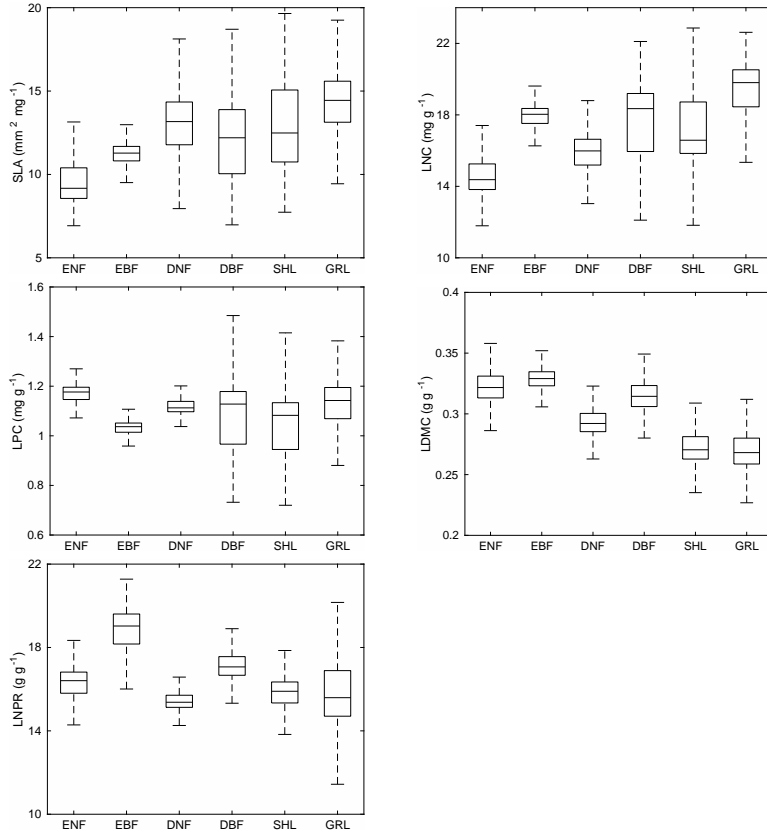 20
15
10
5
SLA (mm 2 mg -1)
ENF EBF DNF DBF SHL GRL
22
18
14
10
LNC (mg g-1)
ENF EBF DNF DBF SHL GRL
1.6
1.4
1.2
1
0.8
0.6
LPC (mg g-1)
ENF EBF DNF DBF SHL GRL
0.4
0.35
0.3
0.25
0.2
LDMC (g g-1)
ENF EBF DNF DBF SHL GRL
22
18
14
10
LNPR (g g-1)
ENF EBF DNF DBF SHL GRL